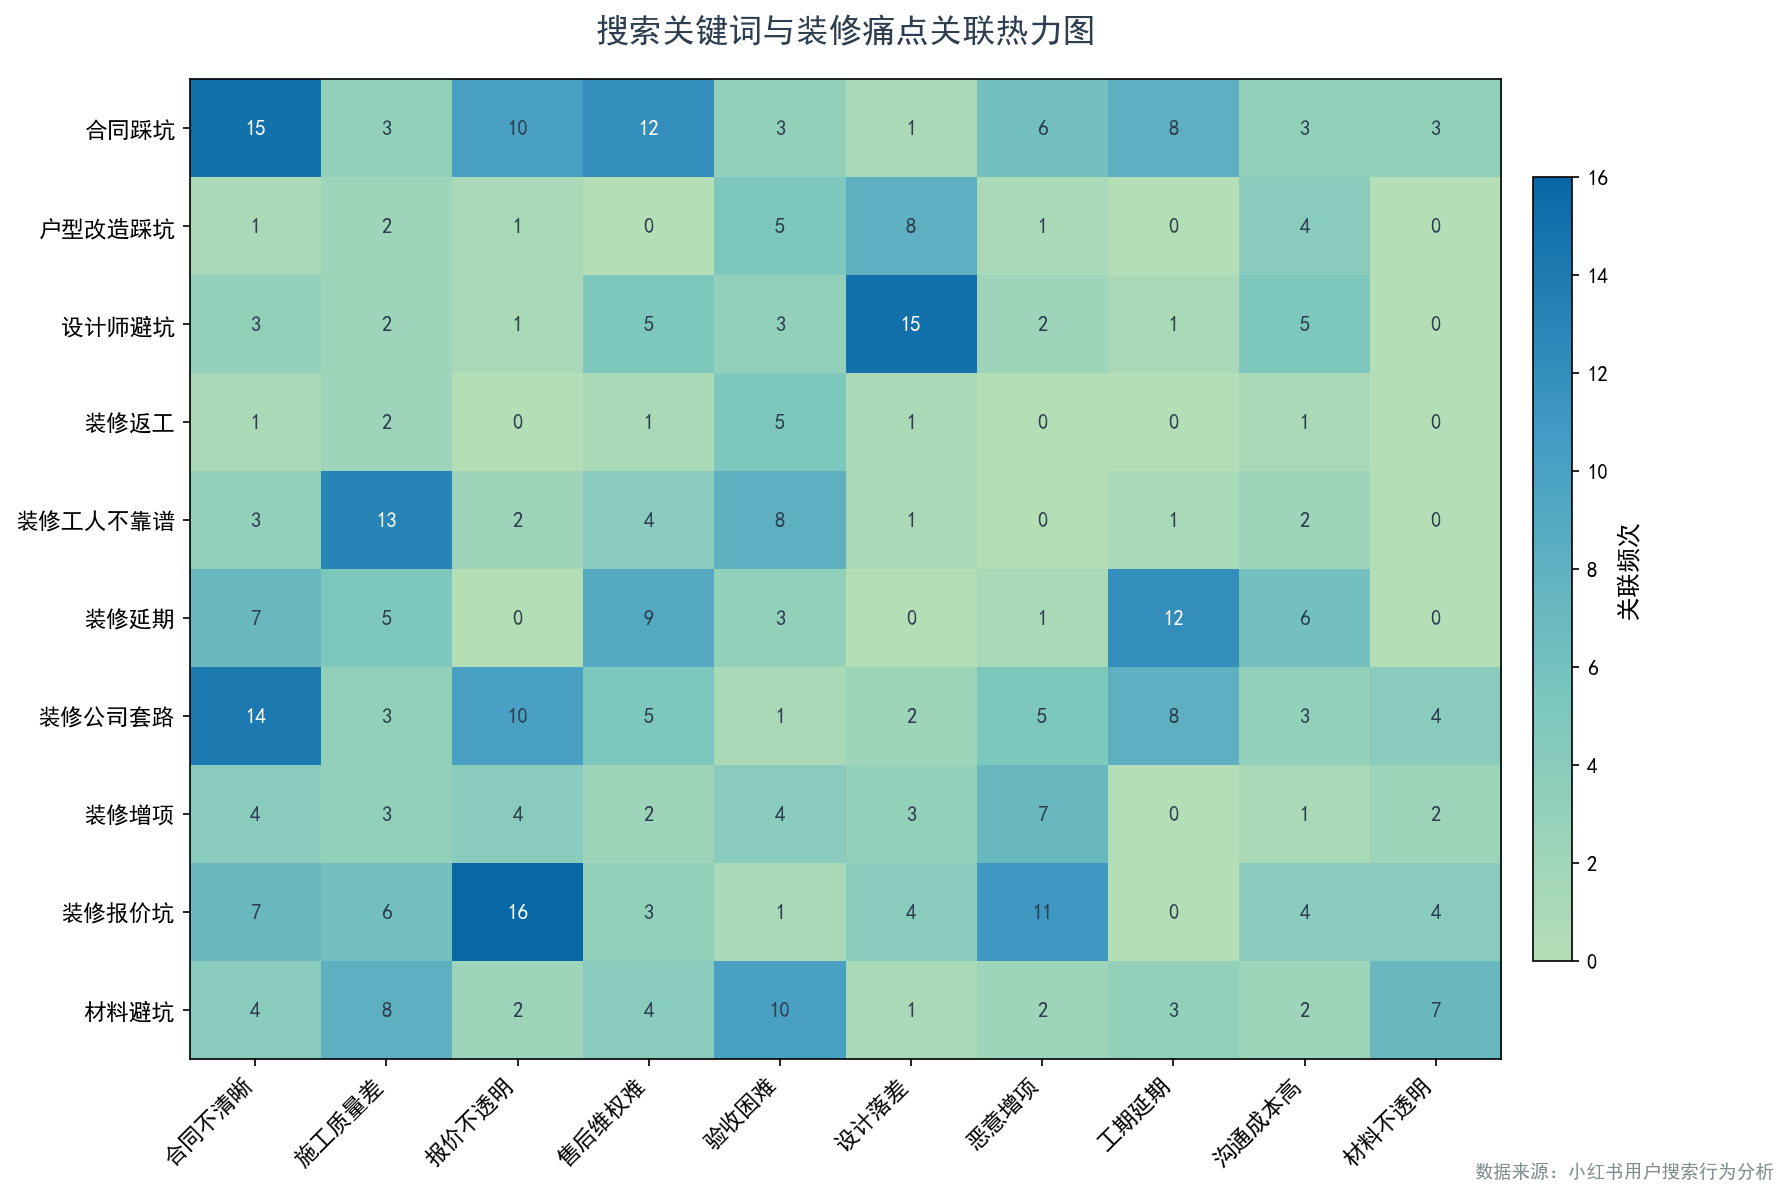 搜索关键词与装修痛点关联热力图
合同踩坑 15 3 10 12 3 1 6 8 3 3
户型改造踩坑 1 2 1 0 5 8 1 0 4 0
设计师避坑 3 2 1 5 3 15 2 1 5 0
装修返工 1 2 0 1 5 1 0 0 1 0
装修工人不靠谱 3 13 2 4 8 1 0 1 2 0
装修延期 7 5 0 9 3 0 1 12 6 0
装修公司套路 14 3 10 5 1 2 5 8 3 4
装修增项 4 3 4 2 4 3 7 0 1 2
装修报价坑 7 6 16 3 1 4 11 0 4 4
材料避坑 4 8 2 4 10 1 2 3 2 7
合同不清晰 施工质量差 报价不透明 售后维权难 验收困难 设计落差 恶意增项 工期延期 沟通成本高 材料不透明
16
14
12
10
8
6
4
2
0
关联频次
数据来源：小红书用户搜索行为分析